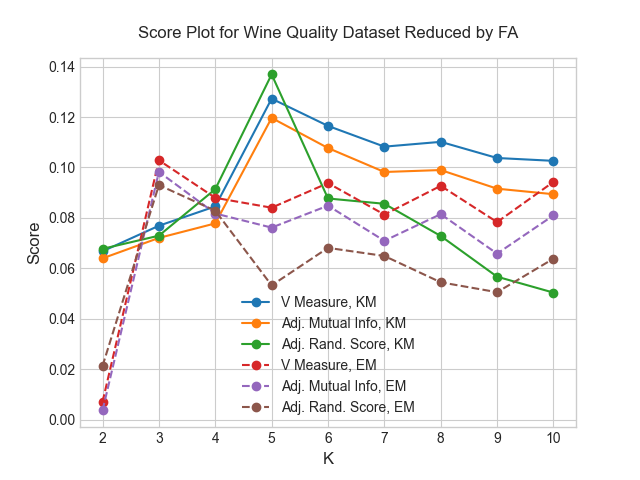 Score Plot for Wine Quality Dataset Reduced by FA
Score
0.14
0.12
0.10
0.08
0.06
0.04
0.02
0.00
V Measure, KM
Adj. Mutual Info, KM
Adj. Rand. Score, KM
V Measure, EM
Adj. Mutual Info, EM
Adj. Rand. Score, EM
2 3 4 5 6 7 8 9 10
K